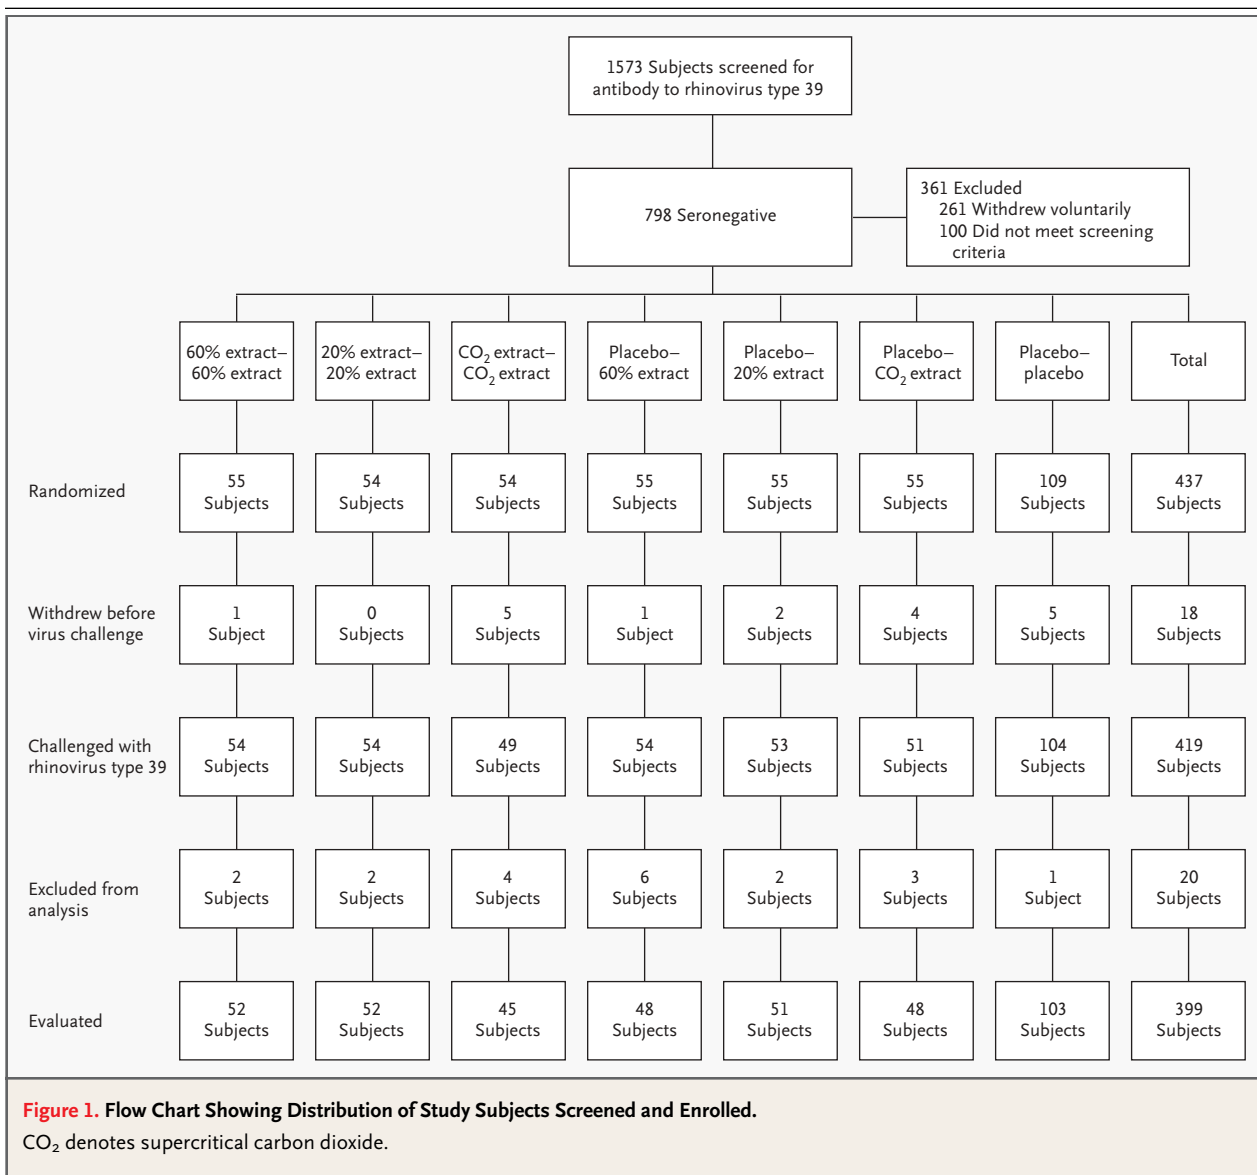 1573 Subjects screened for
antibody to rhinovirus type 39
798 Seronegative
361 Excluded
261 Withdrew voluntarily
100 Did not meet screening
criteria
60% extract–
60% extract
20% extract–
20% extract
CO₂ extract–
CO₂ extract
Placebo–
60% extract
Placebo–
20% extract
Placebo–
CO₂ extract
Placebo–
placebo
Total
Randomized
55
Subjects
54
Subjects
54
Subjects
55
Subjects
55
Subjects
55
Subjects
109
Subjects
437
Subjects
Withdrew before
virus challenge
1
Subject
0
Subjects
5
Subjects
1
Subject
2
Subjects
4
Subjects
5
Subjects
18
Subjects
Challenged with
rhinovirus type 39
54
Subjects
54
Subjects
49
Subjects
54
Subjects
53
Subjects
51
Subjects
104
Subjects
419
Subjects
Excluded from
analysis
2
Subjects
2
Subjects
4
Subjects
6
Subjects
2
Subjects
3
Subjects
1
Subject
20
Subjects
Evaluated
52
Subjects
52
Subjects
45
Subjects
48
Subjects
51
Subjects
48
Subjects
103
Subjects
399
Subjects
Figure 1. Flow Chart Showing Distribution of Study Subjects Screened and Enrolled.
CO₂ denotes supercritical carbon dioxide.